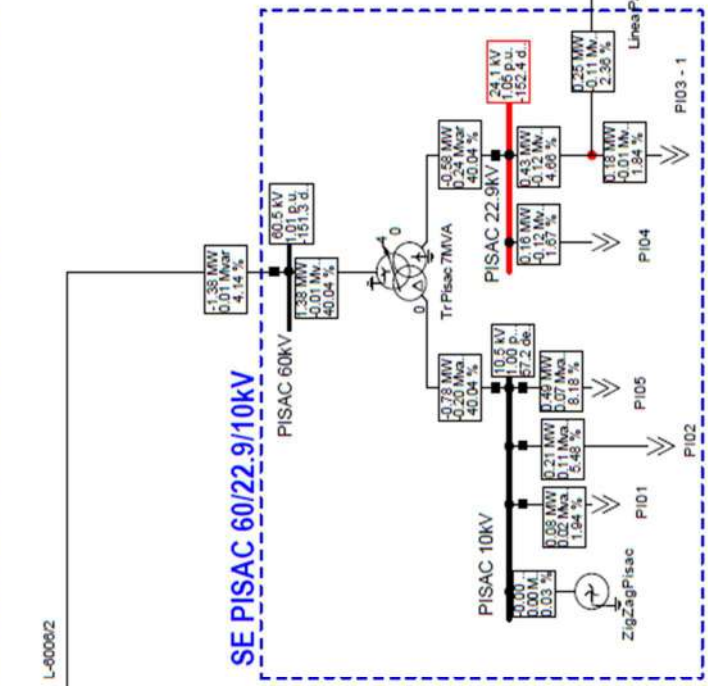 L-6006/2
SE PISAC 60/22.9/10kV
-1.38 MW
0.01 Mvar
4.14 %
PISAC 60kV
60.5 kV
1.01 p.u.
-151.3 d..
1.38 MW
-0.01 Mv..
40.04 %
4
0
0
Tr Pisac 7MVA
-0.58 MW
0.24 Mvar
40.04 %
PISAC 22.9kV
24.1 kV
1.05 p.u.
-152.4 d..
0.16 MW
-0.12 Mv..
1.67 %
PI04
0.43 MW
-0.12 Mv..
4.66 %
0.25 MW
-0.11 Mv..
2.36 %
0.18 MW
-0.01 Mv..
1.84 %
PI03 - 1
-0.78 MW
-0.20 Mva..
40.04 %
PISAC 10kV
10.5 kV
1.00 p...
57.2 de..
-0.00 ..
0.00 M..
0.03 %
ZigZagPisac
0.08 MW
0.02 Mva..
1.94 %
PI01
0.21 MW
0.11 Mva..
5.48 %
PI02
0.49 MW
0.07 Mva..
8.18 %
PI05